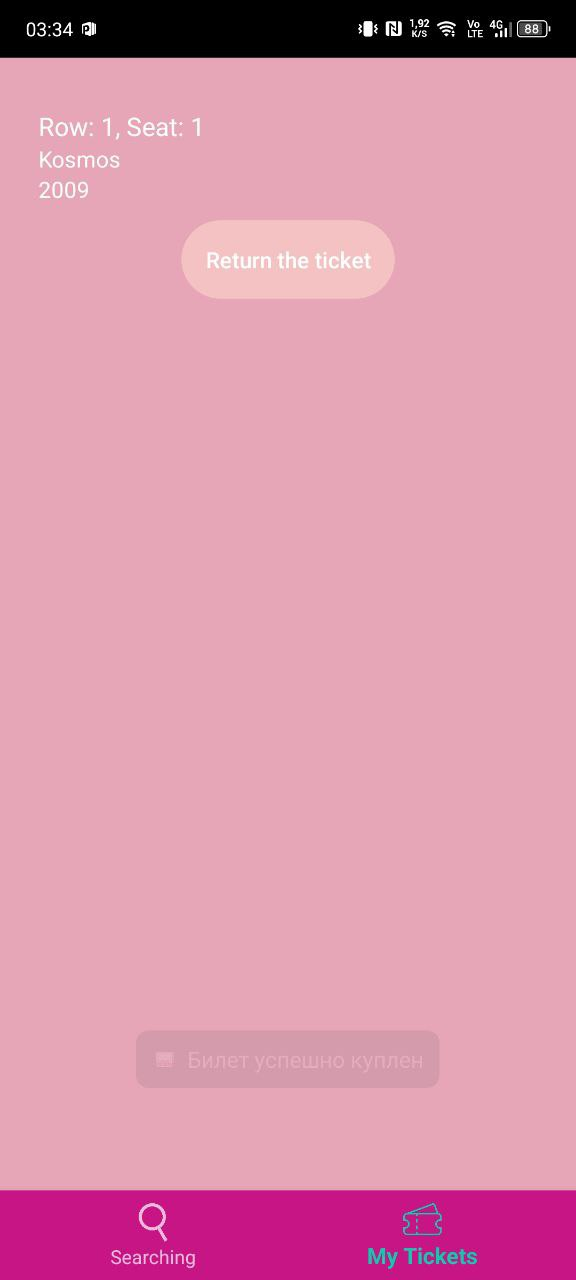 03:34
1,92
K/S
Vo
LTE
4G
88
Row: 1, Seat: 1
Kosmos
2009
Return the ticket
Билет успешно куплен
Searching
My Tickets